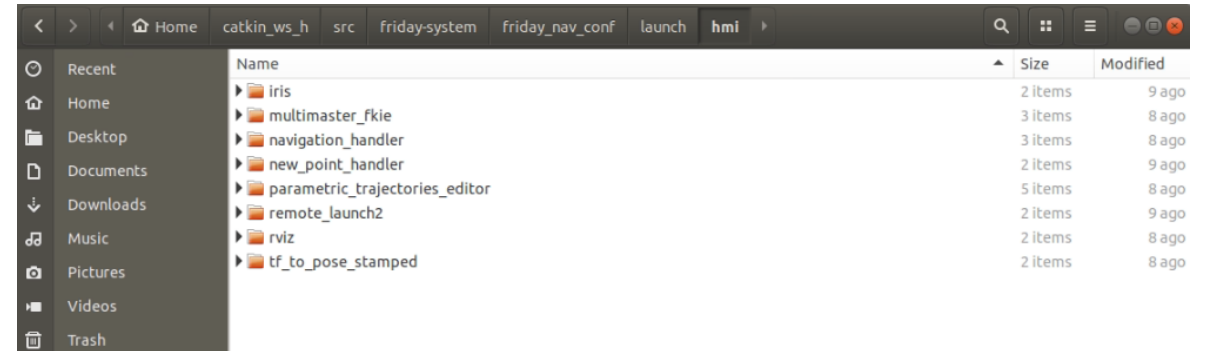 Home catkin_ws_h src friday-system friday_nav_conf launch hmi
Recent
Home
Desktop
Documents
Downloads
Music
Pictures
Videos
Trash
Name Size Modified
iris 2 items 9 ago
multimaster_fkie 3 items 8 ago
navigation_handler 3 items 8 ago
new_point_handler 2 items 9 ago
parametric_trajectories_editor 5 items 8 ago
remote_launch2 2 items 9 ago
rviz 2 items 8 ago
tf_to_pose_stamped 2 items 8 ago